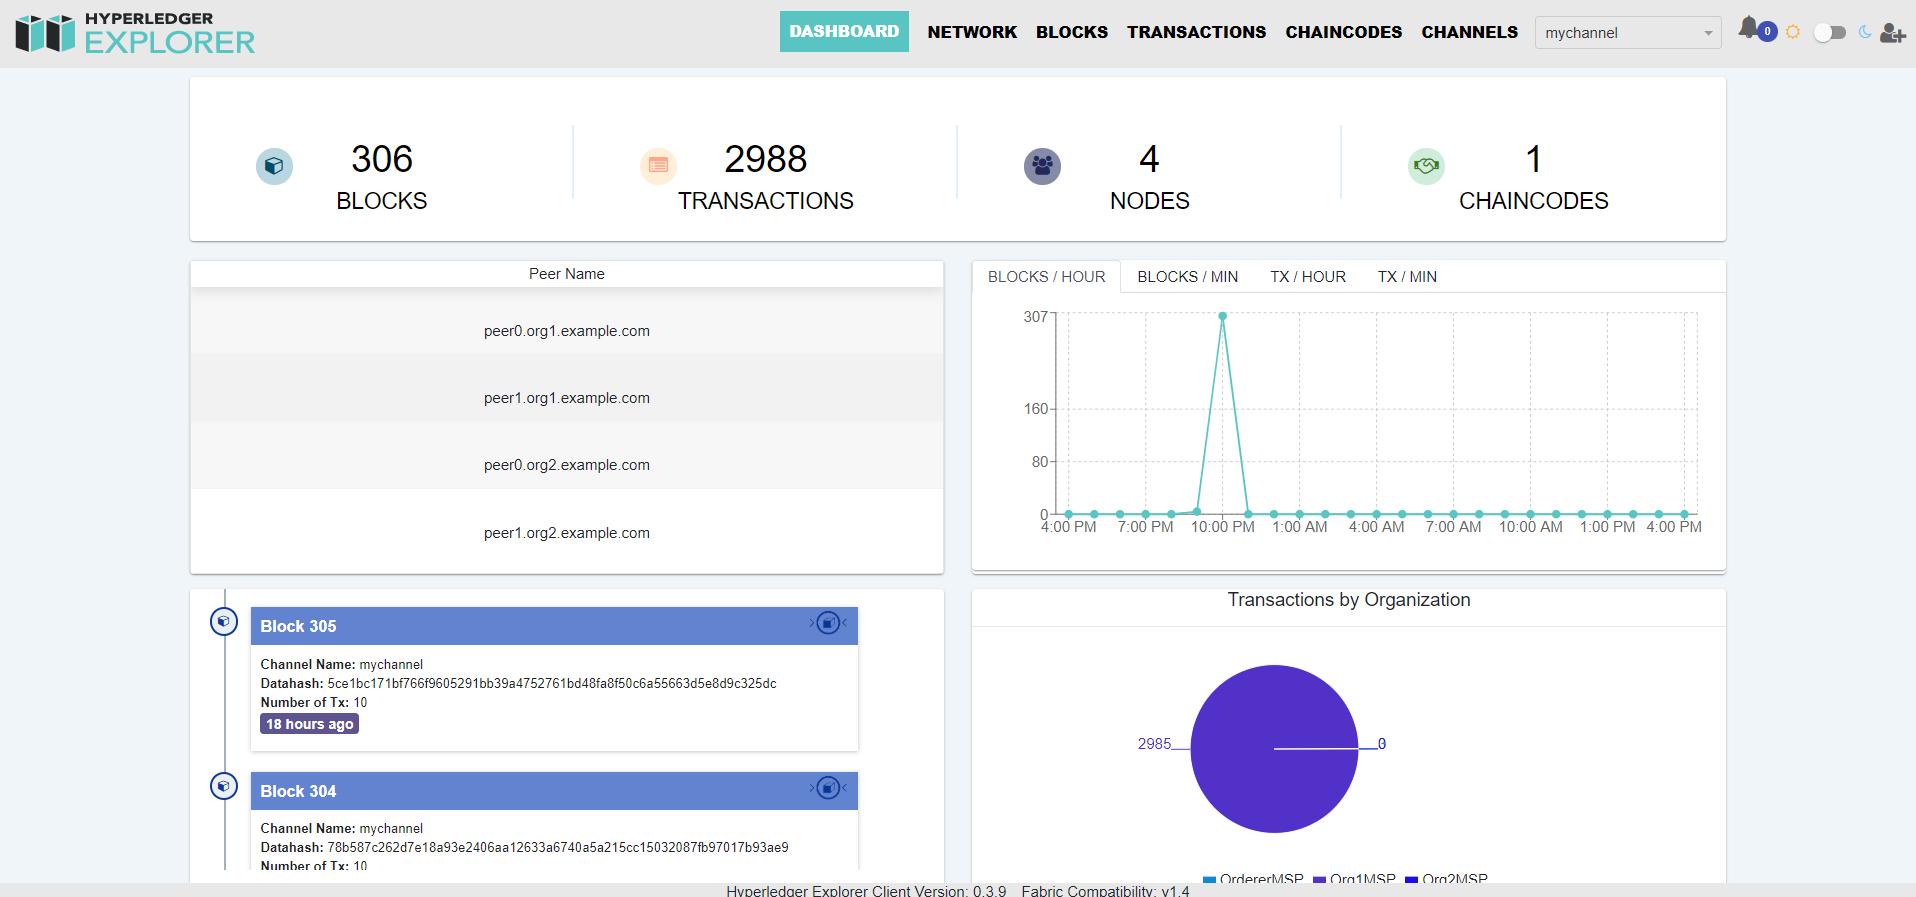 HYPERLEDGER
EXPLORER
DASHBOARD
NETWORK
BLOCKS
TRANSACTIONS
CHAINCODES
CHANNELS
mychannel
0
306
BLOCKS
2988
TRANSACTIONS
4
NODES
1
CHAINCODES
Peer Name
peer0.org1.example.com
peer1.org1.example.com
peer0.org2.example.com
peer1.org2.example.com
BLOCKS / HOUR
BLOCKS / MIN
TX / HOUR
TX / MIN
307
160
80
0
4:00 PM
7:00 PM
10:00 PM
1:00 AM
4:00 AM
7:00 AM
10:00 AM
1:00 PM
4:00 PM
Block 305
Channel Name: mychannel
Datahash: 5ce1bc171bf766f9605291bb39a4752761bd48fa8f50c6a55663d5e8d9c325dc
Number of Tx: 10
18 hours ago
Block 304
Channel Name: mychannel
Datahash: 78b587c262d7e18a93e2406aa12633a6740a5a215cc15032087fb97017b93ae9
Number of Tx: 10
Transactions by Organization
2985
0
OrdererMSP
Org1MSP
Org2MSP
Hyperledger Explorer Client Version: 0.3.9
Fabric Compatibility: v1.4